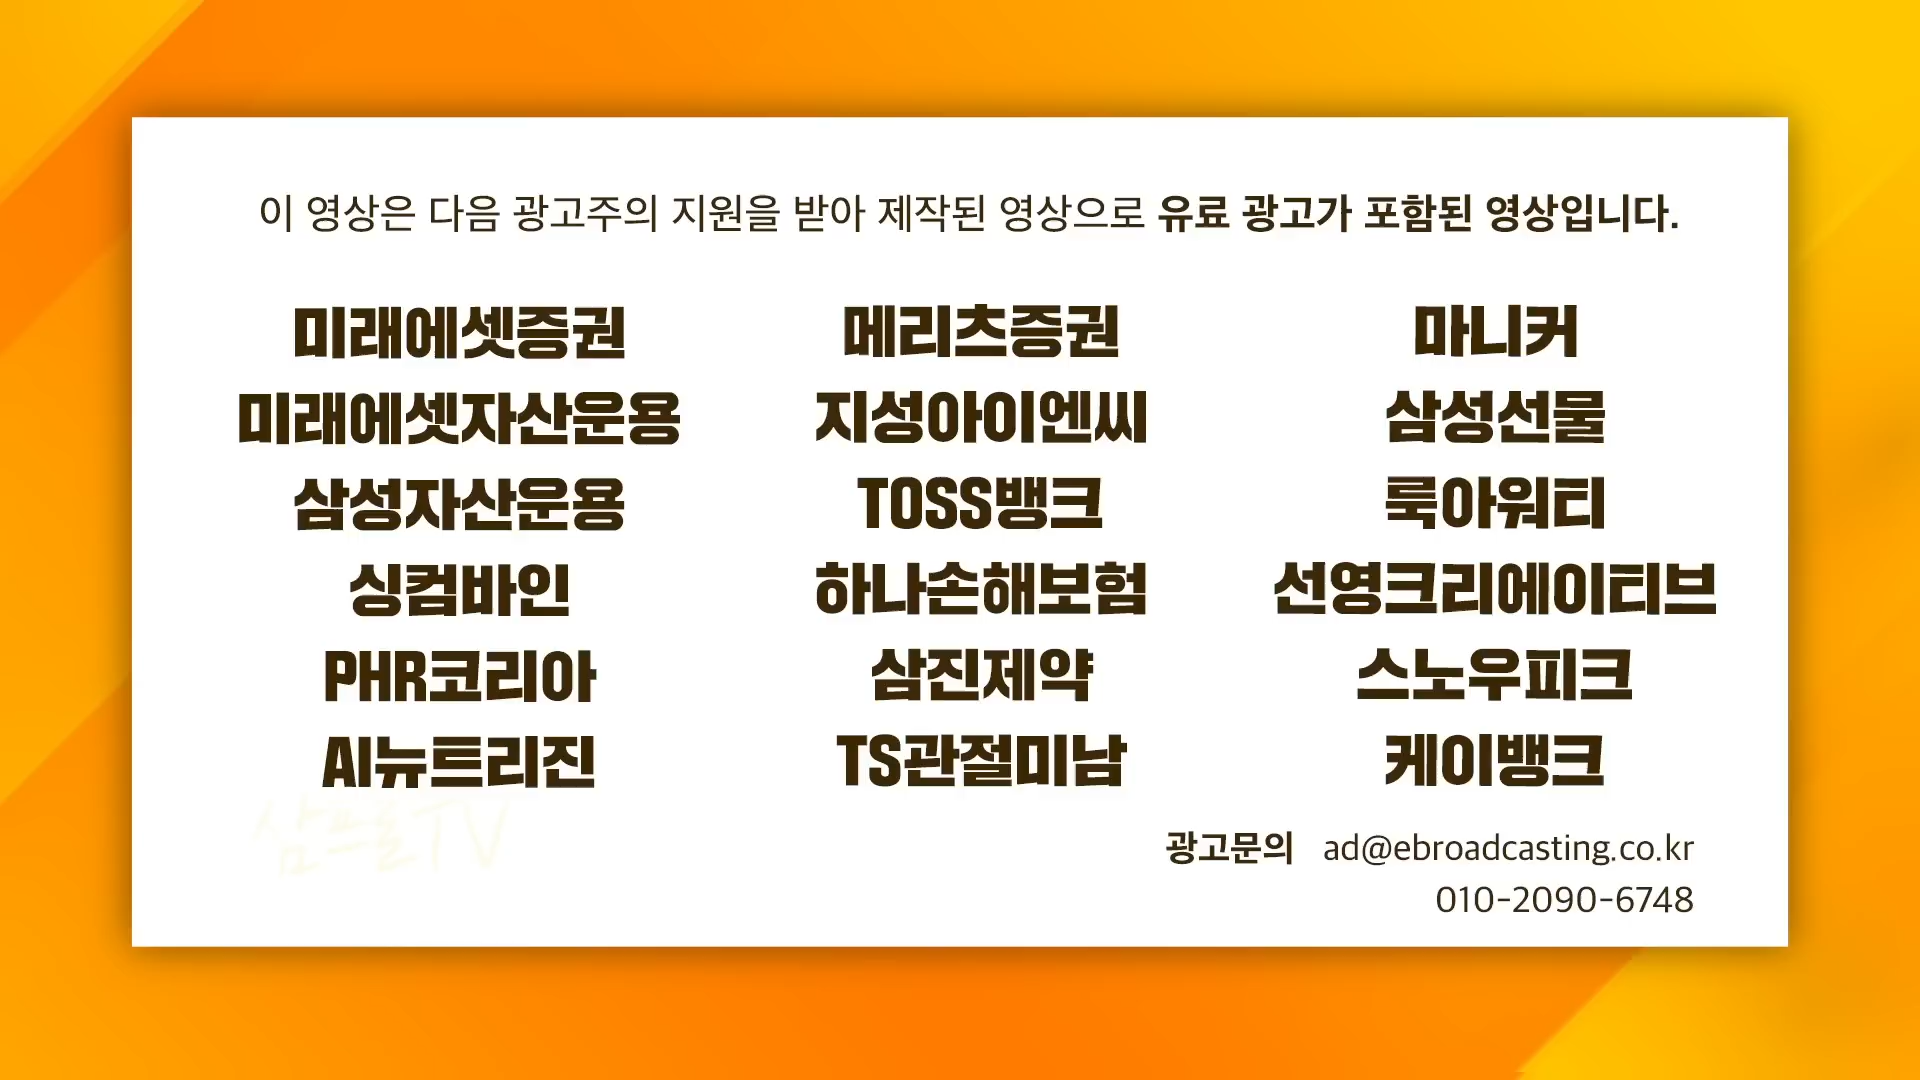 이 영상은 다음 광고주의 지원을 받아 제작된 영상으로 유료 광고가 포함된 영상입니다.
미래에셋증권 메리츠증권 마니커
미래에셋자산운용 지성아이엔씨 삼성선물
삼성자산운용 TOSS뱅크 룩아워티
싱컴바인 하나손해보험 선영크리에이티브
PHR코리아 삼진제약 스노우피크
AI뉴트리진 TS관절미남 케이뱅크
삼프로TV
광고문의 ad@ebroadcasting.co.kr
010-2090-6748